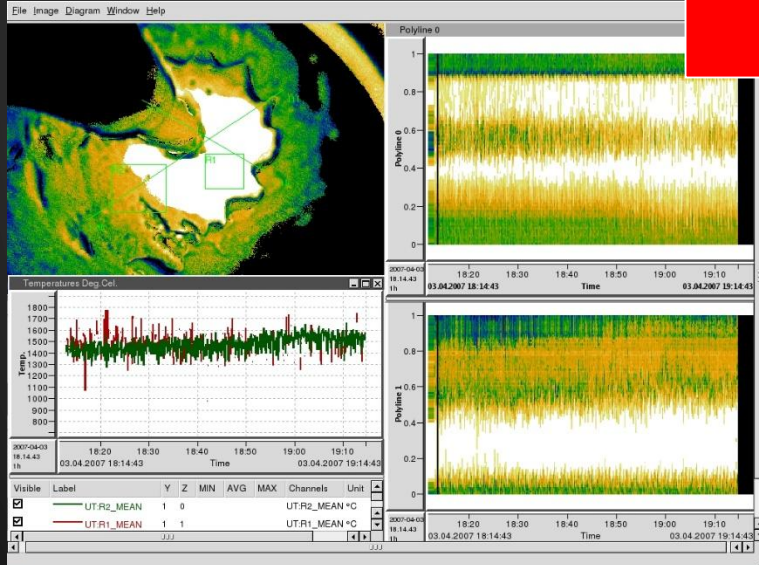 File Image Diagram Window Help
R1
Temperatures Deg.Cel.
1800
1700
1600
1500
1400
1300
1200
1100
1000
900
800
Temp.
18:20 18:30 18:40 18:50 19:00 19:10
2007-04-03
18.14.43
1h
03.04.2007 18:14:43 Time 03.04.2007 19:14:43
Visible Label Y Z MIN AVG MAX Channels Unit
UT:R2_MEAN 1 0 UT:R2_MEAN °C
UT:R1_MEAN 1 1 UT:R1_MEAN °C
Polyline 0
1
0.8
0.6
0.4
0.2
0
Polyline 0
18:20 18:30 18:40 18:50 19:00 19:10
2007-04-03
18.14.43
1h
03.04.2007 18:14:43 Time 03.04.2007 19:14:43
1
0.8
0.6
0.4
0.2
0
Polyline 1
18:20 18:30 18:40 18:50 19:00 19:10
2007-04-03
18.14.43
1h
03.04.2007 18:14:43 Time 03.04.2007 19:14:43